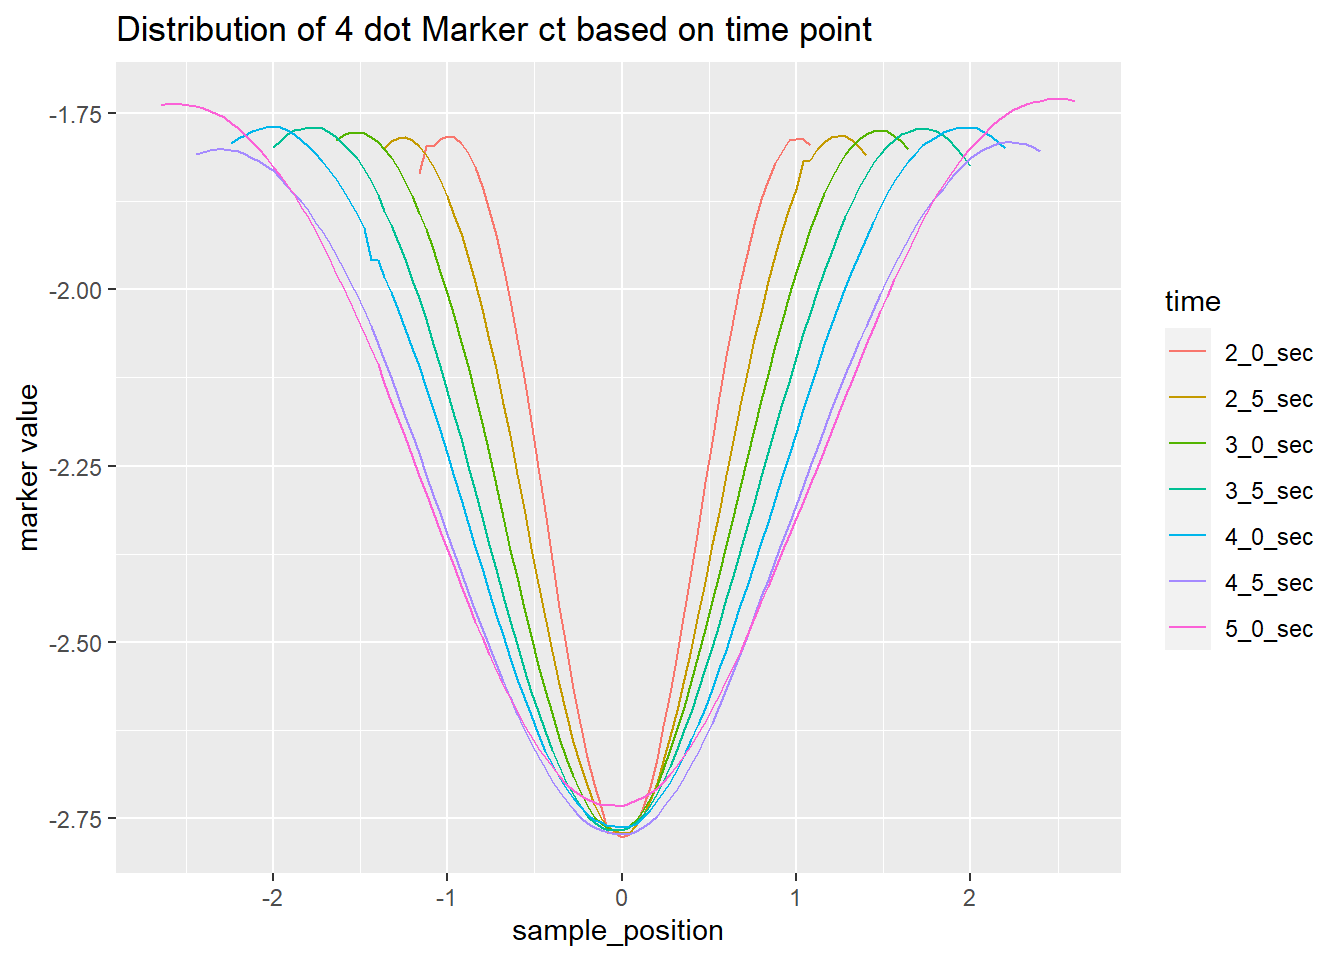 Distribution of 4 dot Marker ct based on time point
marker value
-1.75
-2.00
-2.25
-2.50
-2.75
-2 -1 0 1 2
sample_position
time
2_0_sec
2_5_sec
3_0_sec
3_5_sec
4_0_sec
4_5_sec
5_0_sec